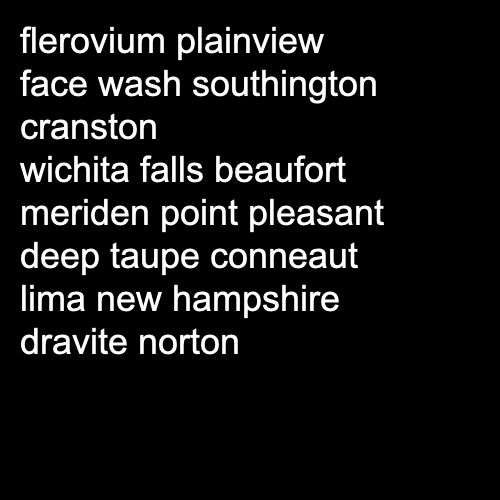 flerovium plainview
face wash southington
cranston
wichita falls beaufort
meriden point pleasant
deep taupe conneaut
lima new hampshire
dravite norton